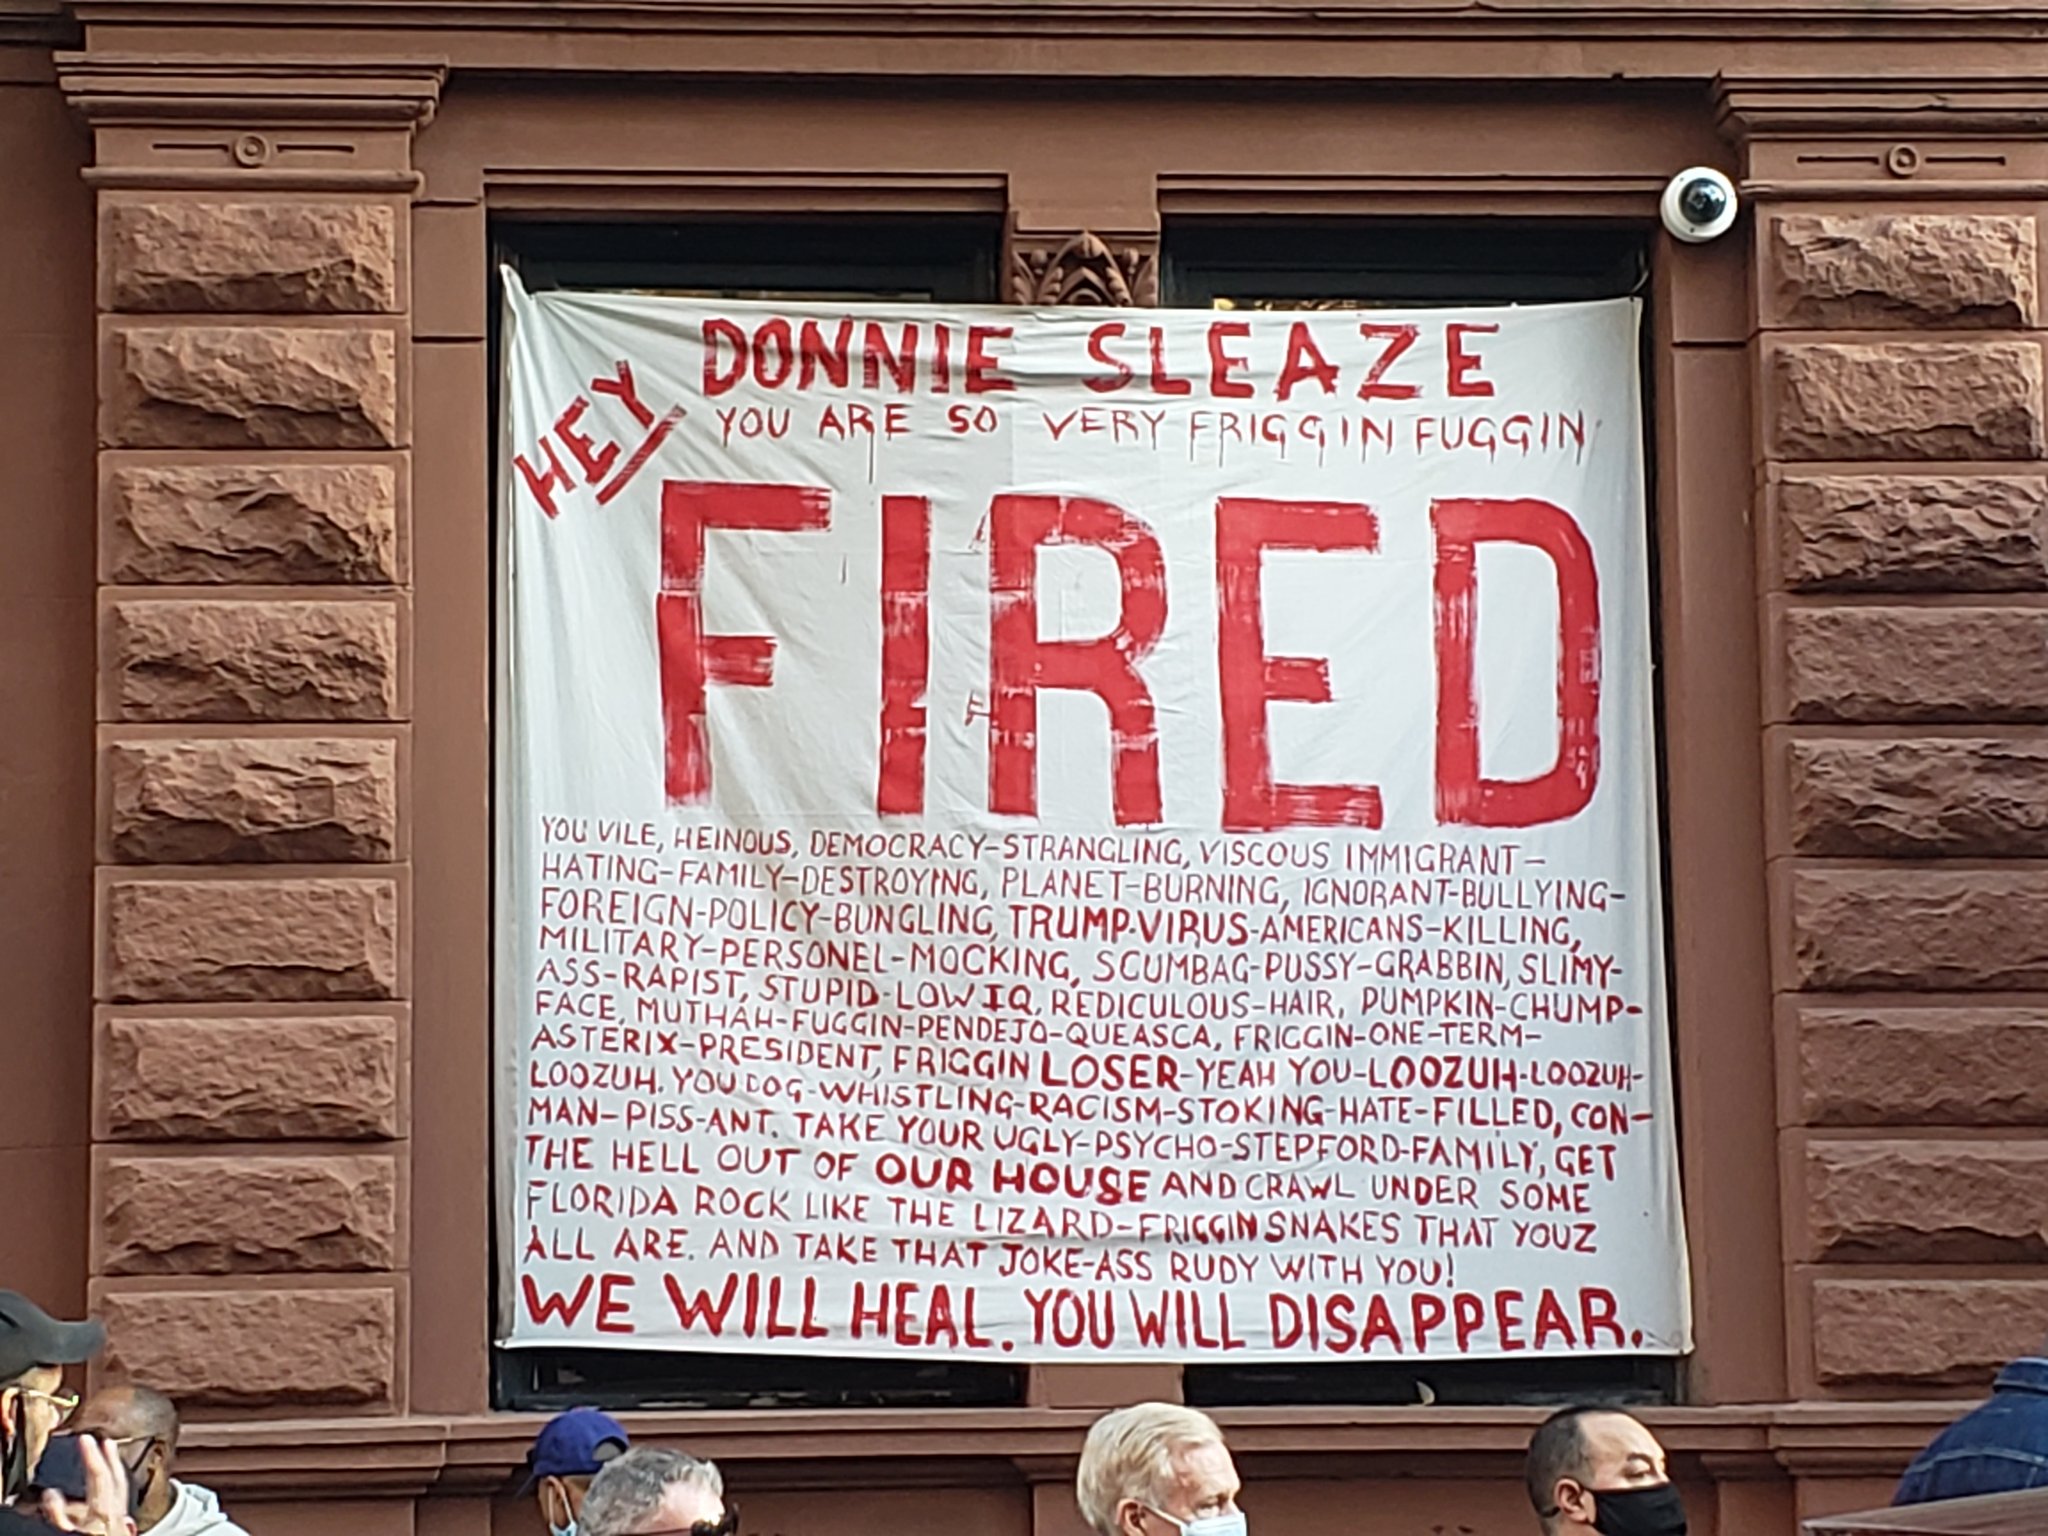 HEY DONNIE SLEAZE
YOU ARE SO VERY FRIGGIN FUGGIN
FIRED
YOU VILE, HEINOUS, DEMOCRACY-STRANGLING, VISCOUS IMMIGRANT-
HATING-FAMILY-DESTROYING, PLANET-BURNING, IGNORANT-BULLYING-
FOREIGN-POLICY-BUNGLING, TRUMP-VIRUS-AMERICANS-KILLING,
MILITARY-PERSONEL-MOCKING, SCUMBAG-PUSSY-GRABBIN, SLIMY-
ASS-RAPIST, STUPID-LOW IQ, REDICULOUS-HAIR, PUMPKIN-CHUMP-
FACE, MUTHAH-FUGGIN-PENDEJO-QUEASCA, FRIGGIN-ONE-TERM-
ASTERIX-PRESIDENT, FRIGGIN LOSER-YEAH YOU-LOOZUH-LOOZUH-
LOOZUH. YOU DOG-WHISTLING-RACISM-STOKING-HATE-FILLED, CON-
MAN-PISS-ANT. TAKE YOUR UGLY-PSYCHO-STEPFORD-FAMILY, GET
THE HELL OUT OF OUR HOUSE AND CRAWL UNDER SOME
FLORIDA ROCK LIKE THE LIZARD-FRIGGIN SNAKES THAT YOUZ
ALL ARE. AND TAKE THAT JOKE-ASS RUDY WITH YOU!
WE WILL HEAL. YOU WILL DISAPPEAR.